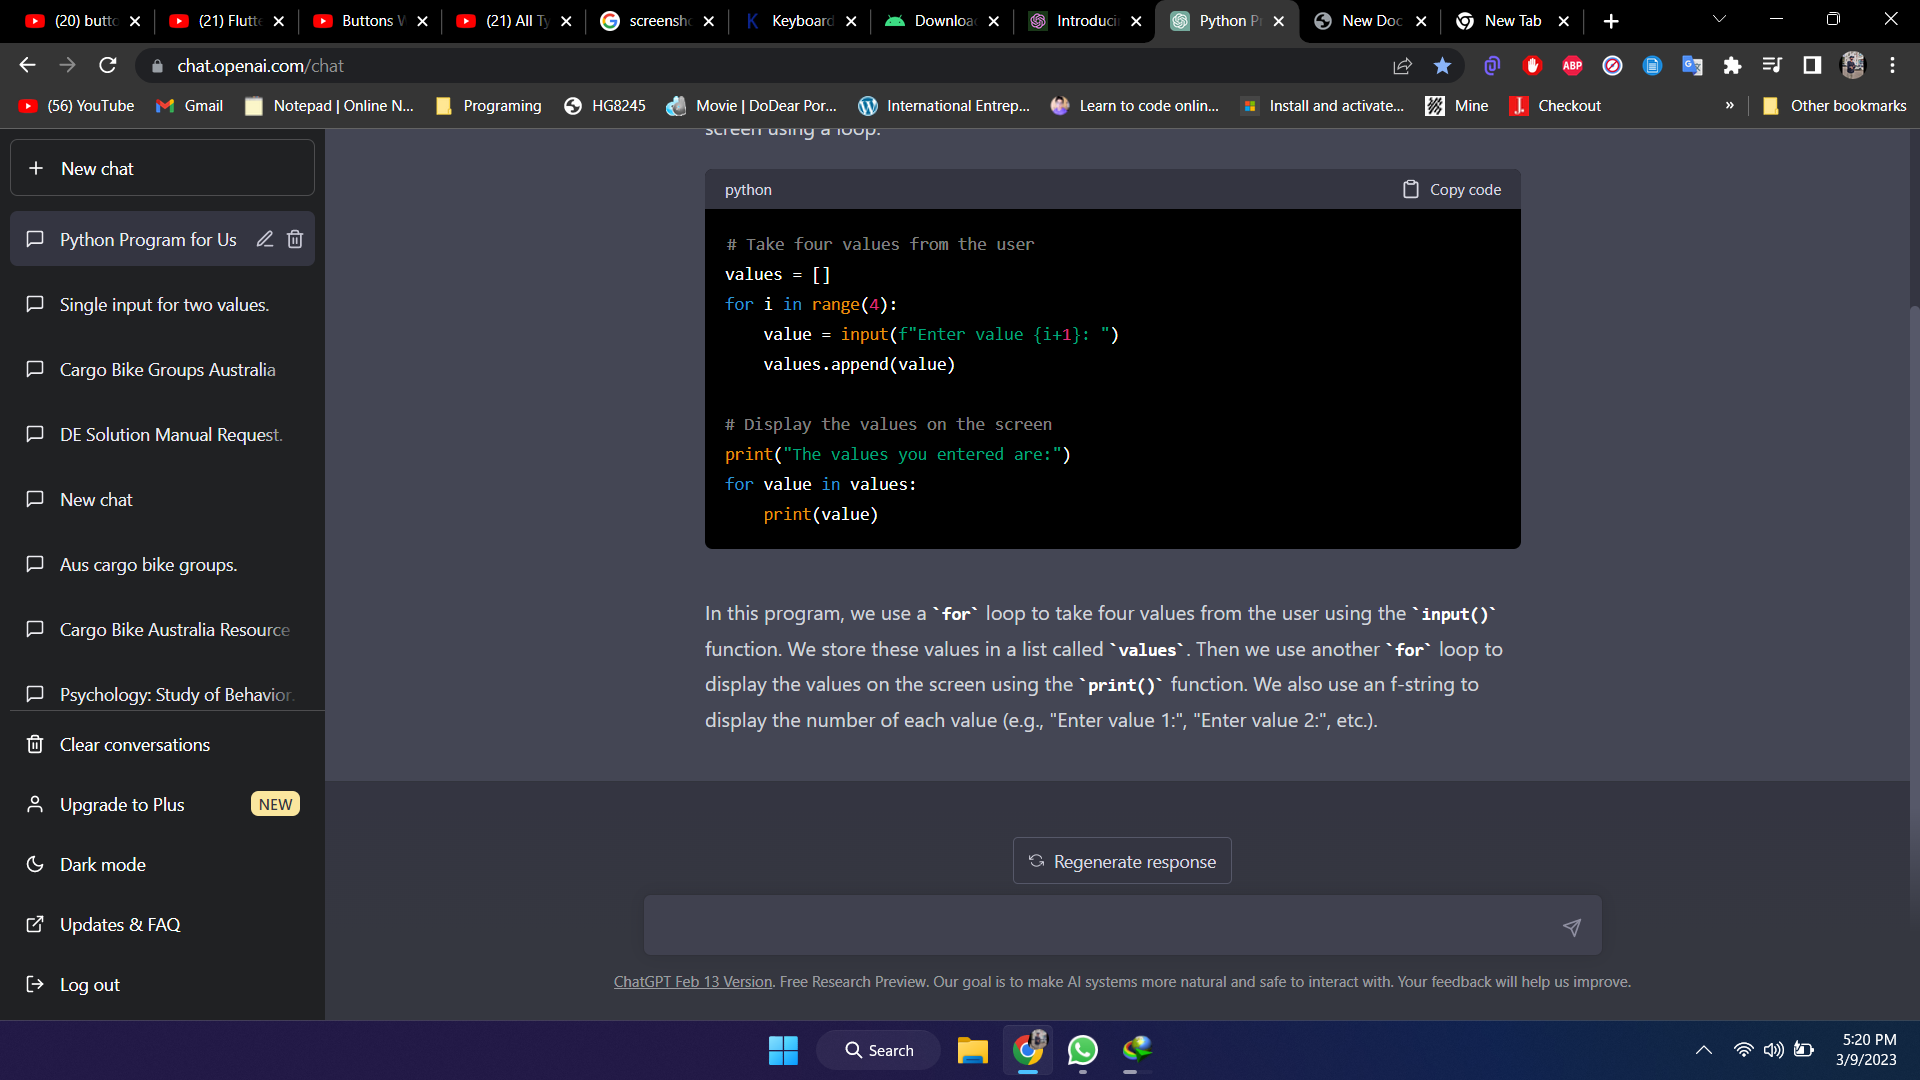 (20) butto
(21) Flutte
Buttons W
(21) All Ty
screensho
Keyboard
Download
Introducin
Python Pr
New Doc
New Tab
chat.openai.com/chat
(56) YouTube
Gmail
Notepad | Online N...
Programing
HG8245
Movie | DoDear Por...
International Entrep...
Learn to code onlin...
Install and activate...
Mine
Checkout
»
Other bookmarks
New chat
Python Program for Us
Single input for two values.
Cargo Bike Groups Australia
DE Solution Manual Request.
New chat
Aus cargo bike groups.
Cargo Bike Australia Resource
Psychology: Study of Behavior.
Clear conversations
Upgrade to Plus NEW
Dark mode
Updates & FAQ
Log out
screen using a loop.
python
Copy code
# Take four values from the user
values = []
for i in range(4):
    value = input(f"Enter value {i+1}: ")
    values.append(value)
# Display the values on the screen
print("The values you entered are:")
for value in values:
    print(value)
In this program, we use a `for` loop to take four values from the user using the `input()`
function. We store these values in a list called `values`. Then we use another `for` loop to
display the values on the screen using the `print()` function. We also use an f-string to
display the number of each value (e.g., "Enter value 1:", "Enter value 2:", etc.).
Regenerate response
ChatGPT Feb 13 Version. Free Research Preview. Our goal is to make AI systems more natural and safe to interact with. Your feedback will help us improve.
Search
5:20 PM
3/9/2023